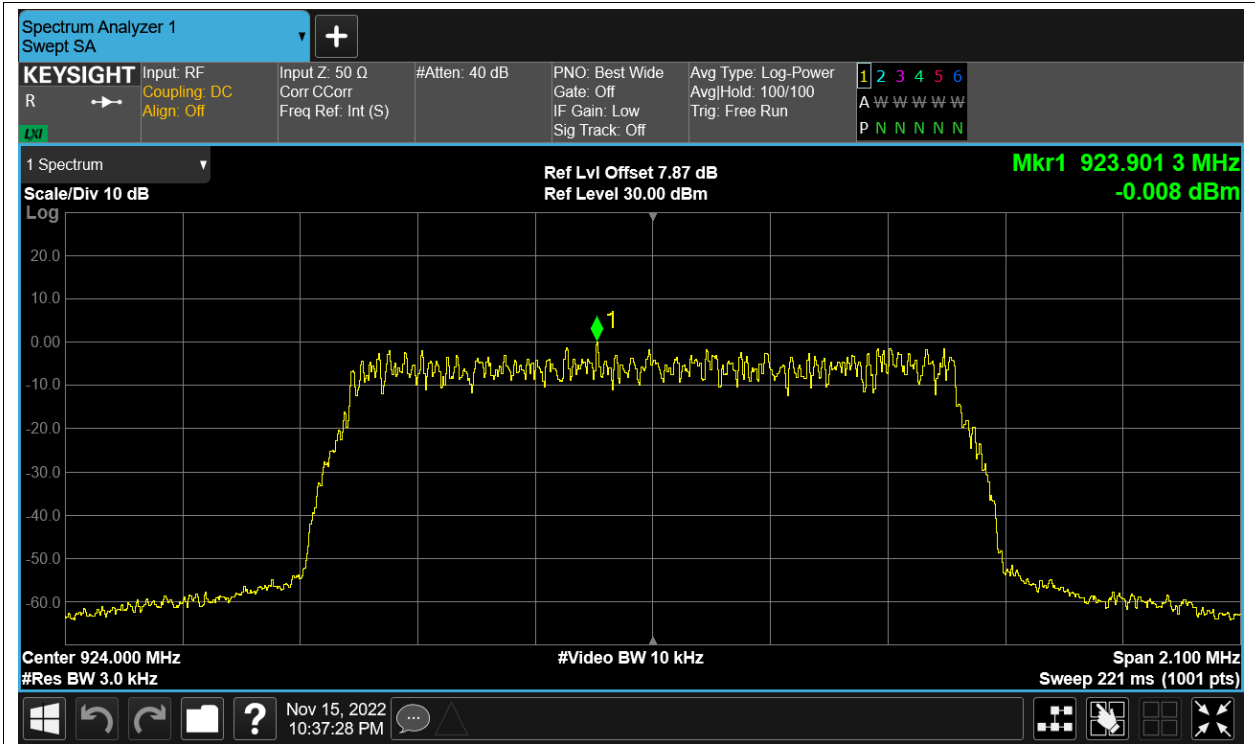 Spectrum Analyzer 1
Swept SA
KEYSIGHT
R
LXI
Input: RF
Coupling: DC
Align: Off
Input Z: 50 Ω
Corr CCorr
Freq Ref: Int (S)
#Atten: 40 dB
PNO: Best Wide
Gate: Off
IF Gain: Low
Sig Track: Off
Avg Type: Log-Power
Avg|Hold: 100/100
Trig: Free Run
1 2 3 4 5 6
A W W W W W
P N N N N N
1 Spectrum
Scale/Div 10 dB
Log
Ref Lvl Offset 7.87 dB
Ref Level 30.00 dBm
Mkr1 923.901 3 MHz
-0.008 dBm
20.0
10.0
0.00
-10.0
-20.0
-30.0
-40.0
-50.0
-60.0
1
Center 924.000 MHz
#Res BW 3.0 kHz
#Video BW 10 kHz
Span 2.100 MHz
Sweep 221 ms (1001 pts)
?
Nov 15, 2022
10:37:28 PM